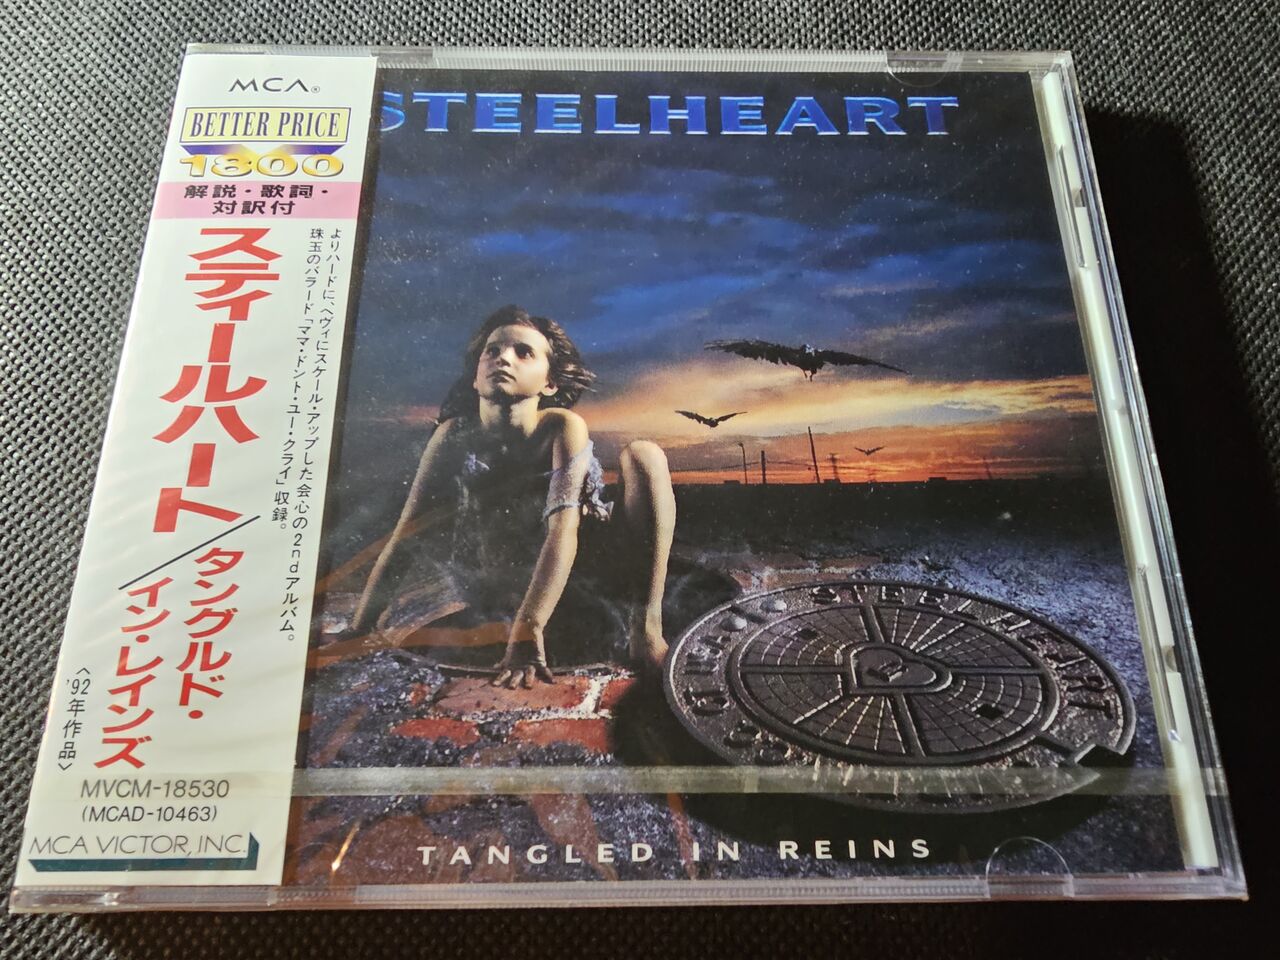 MCA®
BETTER PRICE
1800
解説・歌詞・
対訳付
よりハードに、ヘヴィにスケール・アップした会心の2ndアルバム。
珠玉のバラード「ママ・ドント・ユー・クライ」収録。
スティールハート/タングルド・
イン・レインズ
〈'92年作品〉
MVCM-18530
(MCAD-10463)
MCA VICTOR, INC.
STEELHEART
STEELHEART
TANGLED IN REINS